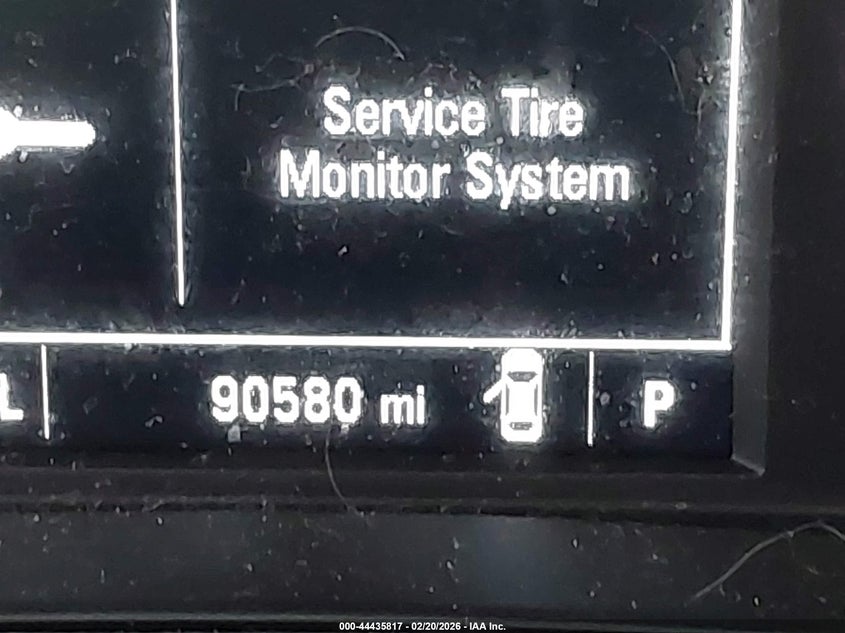 Service Tire
Monitor System
L
90580 mi
P
000-44435817 - 02/20/2026 - IAA Inc.